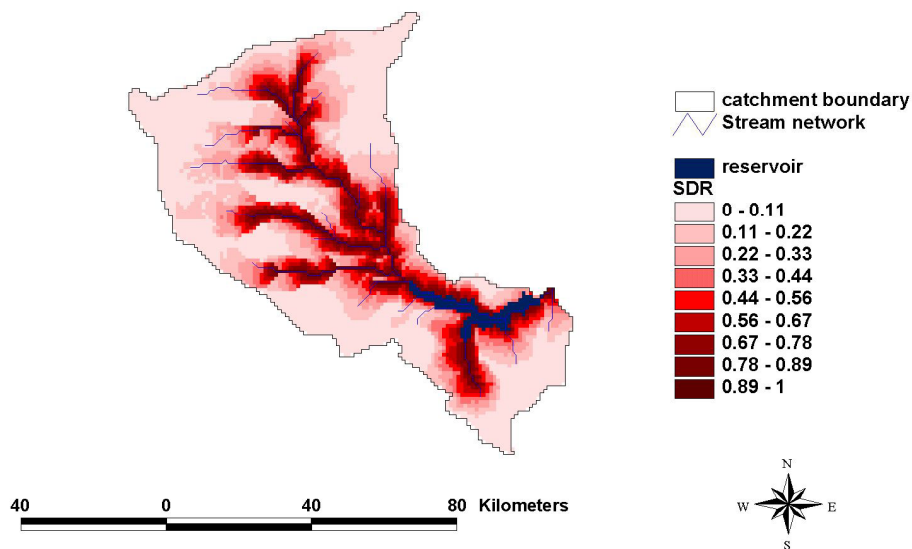 catchment boundary
Stream network
reservoir
SDR
0 - 0.11
0.11 - 0.22
0.22 - 0.33
0.33 - 0.44
0.44 - 0.56
0.56 - 0.67
0.67 - 0.78
0.78 - 0.89
0.89 - 1
40 0 40 80 Kilometers
N
W E
S